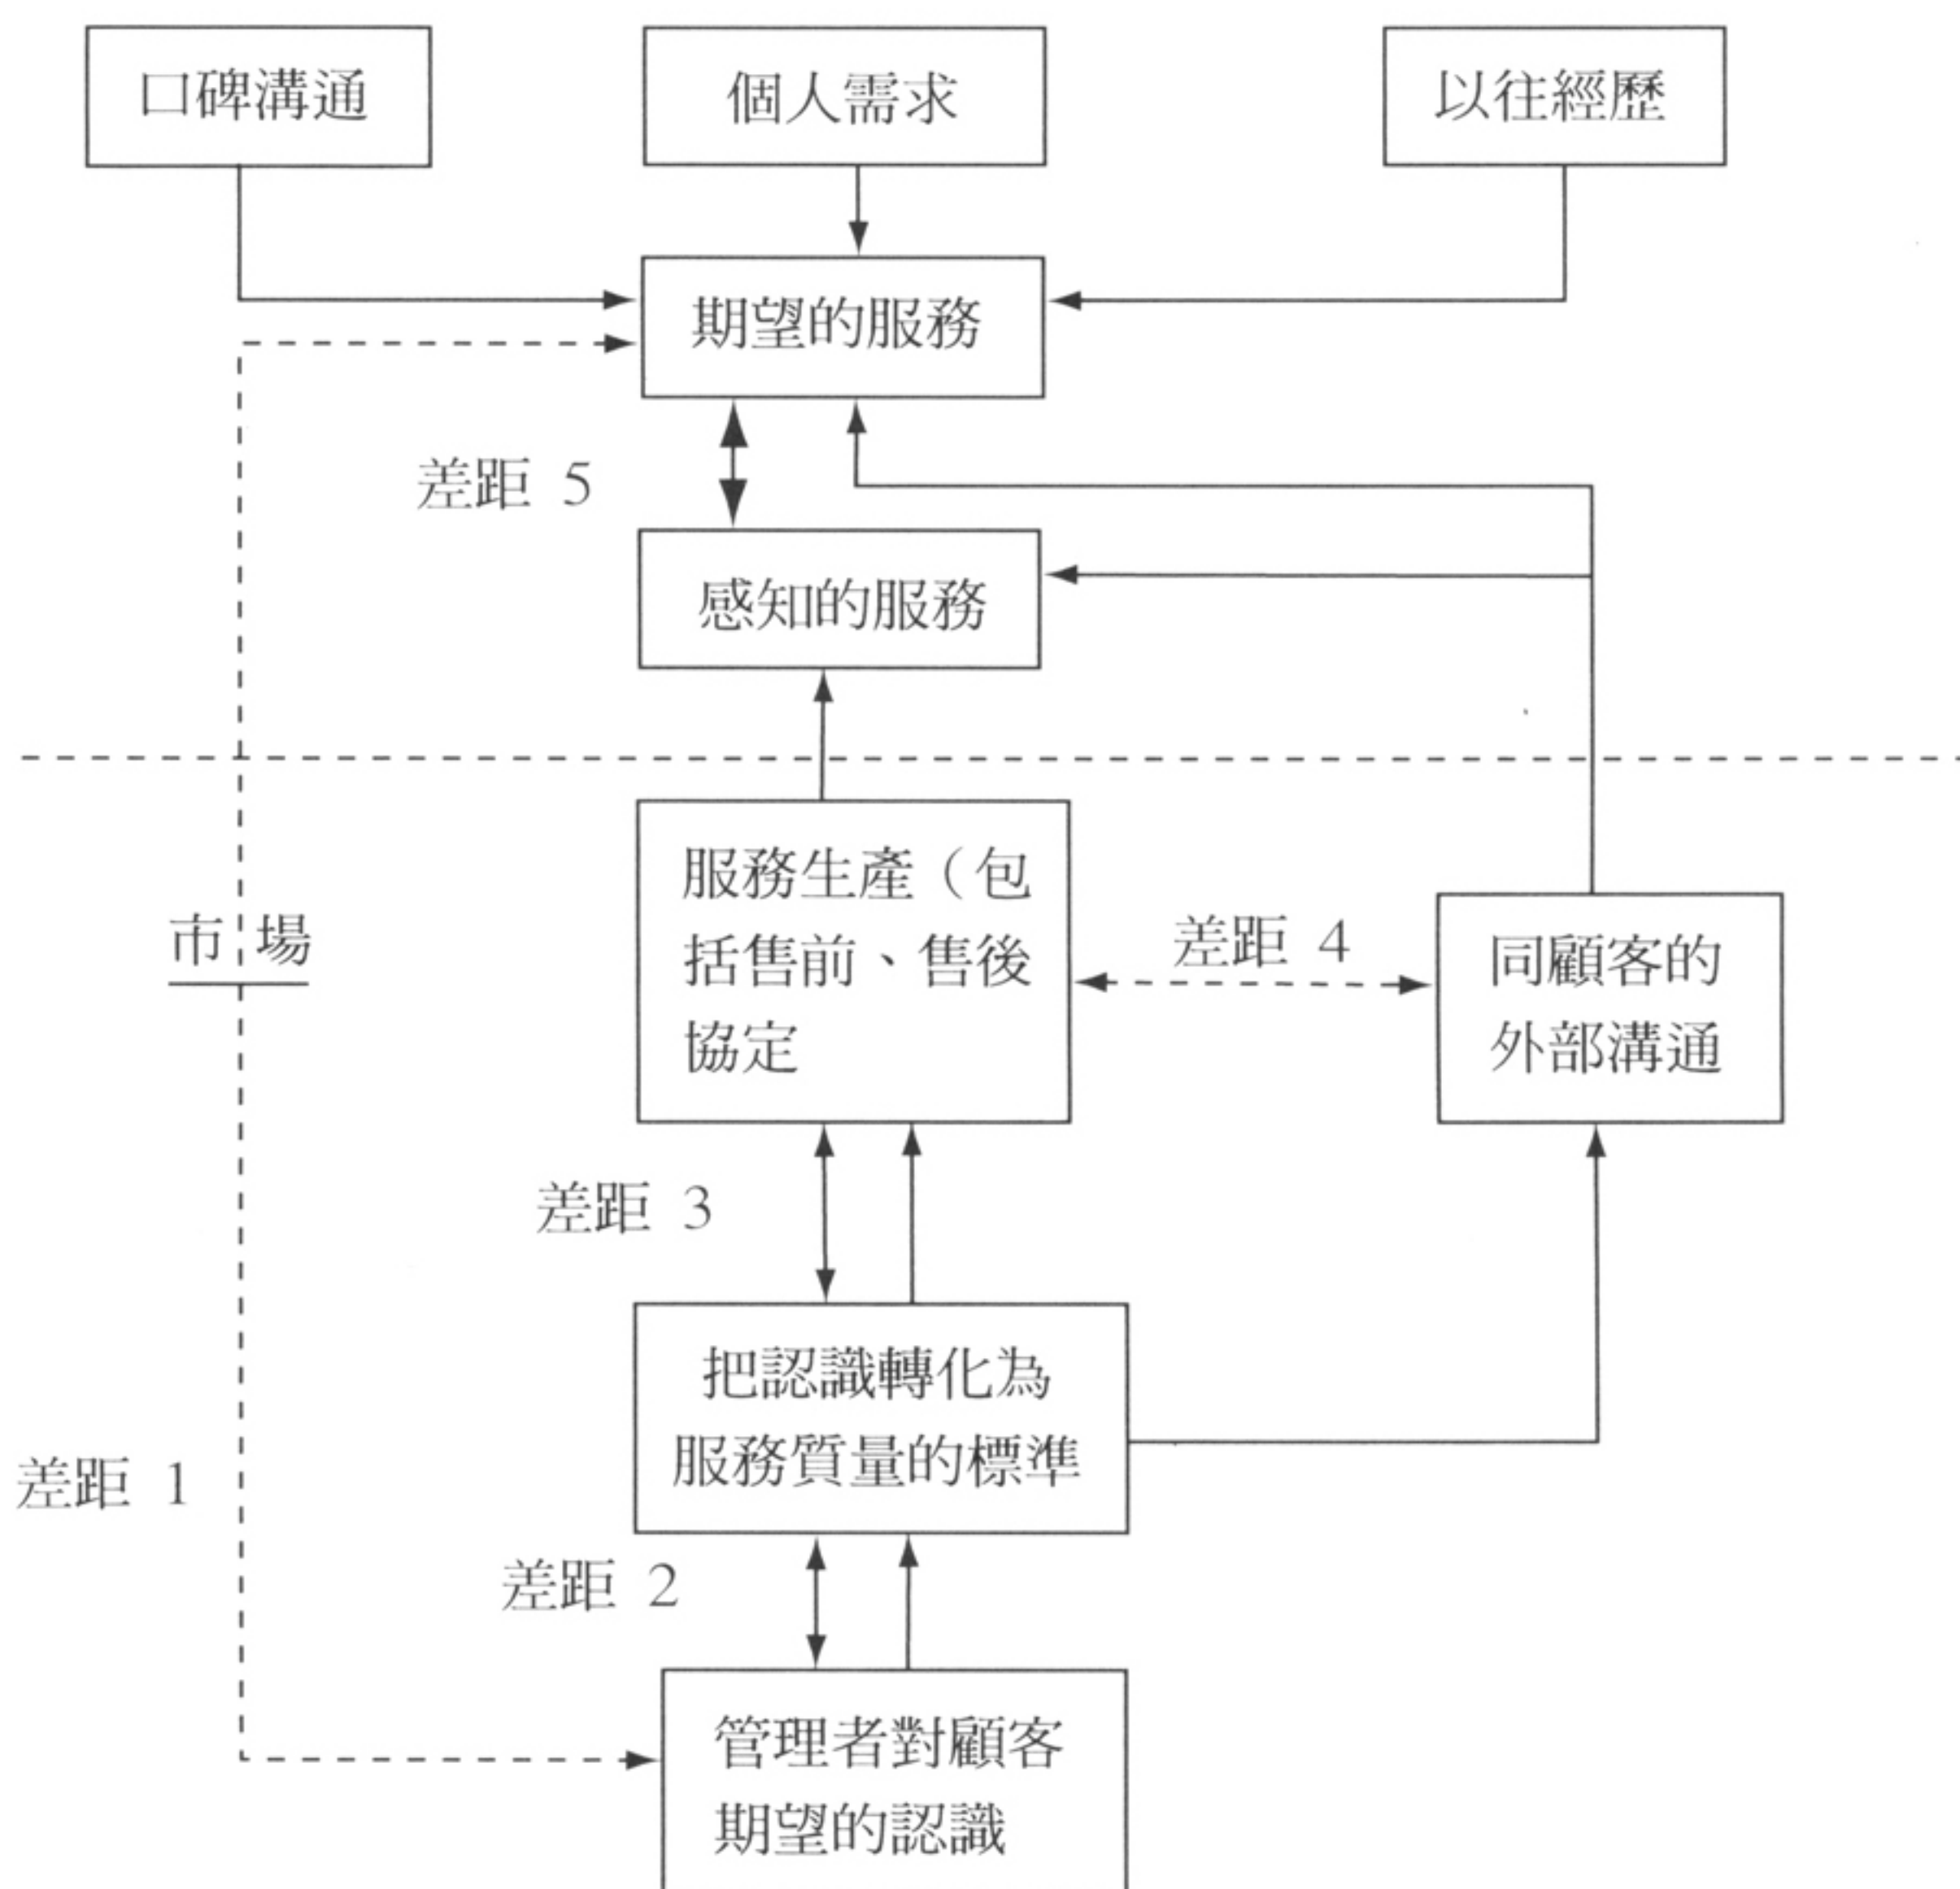 口碑溝通
個人需求
以往經歷
期望的服務
差距 5
感知的服務
服務生產（包
括售前、售後
協定
市場
差距 4
同顧客的
外部溝通
差距 3
把認識轉化為
服務質量的標準
差距 1
差距 2
管理者對顧客
期望的認識